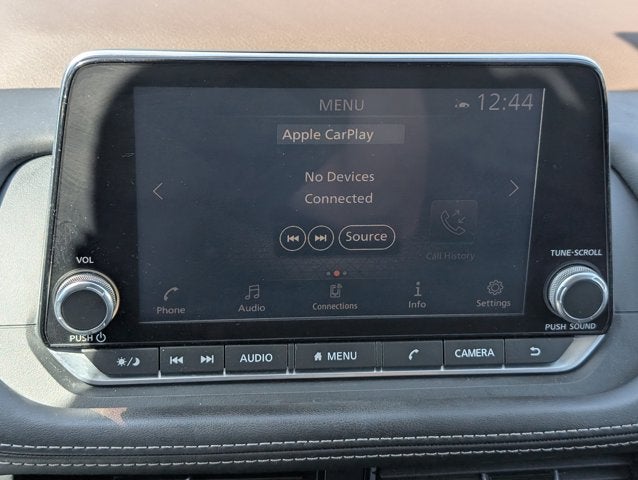 MENU
12:44
Apple CarPlay
No Devices
Connected
Source
Call History
VOL
TUNE·SCROLL
Phone
Audio
Connections
Info
Settings
PUSH
PUSH SOUND
AUDIO
MENU
CAMERA